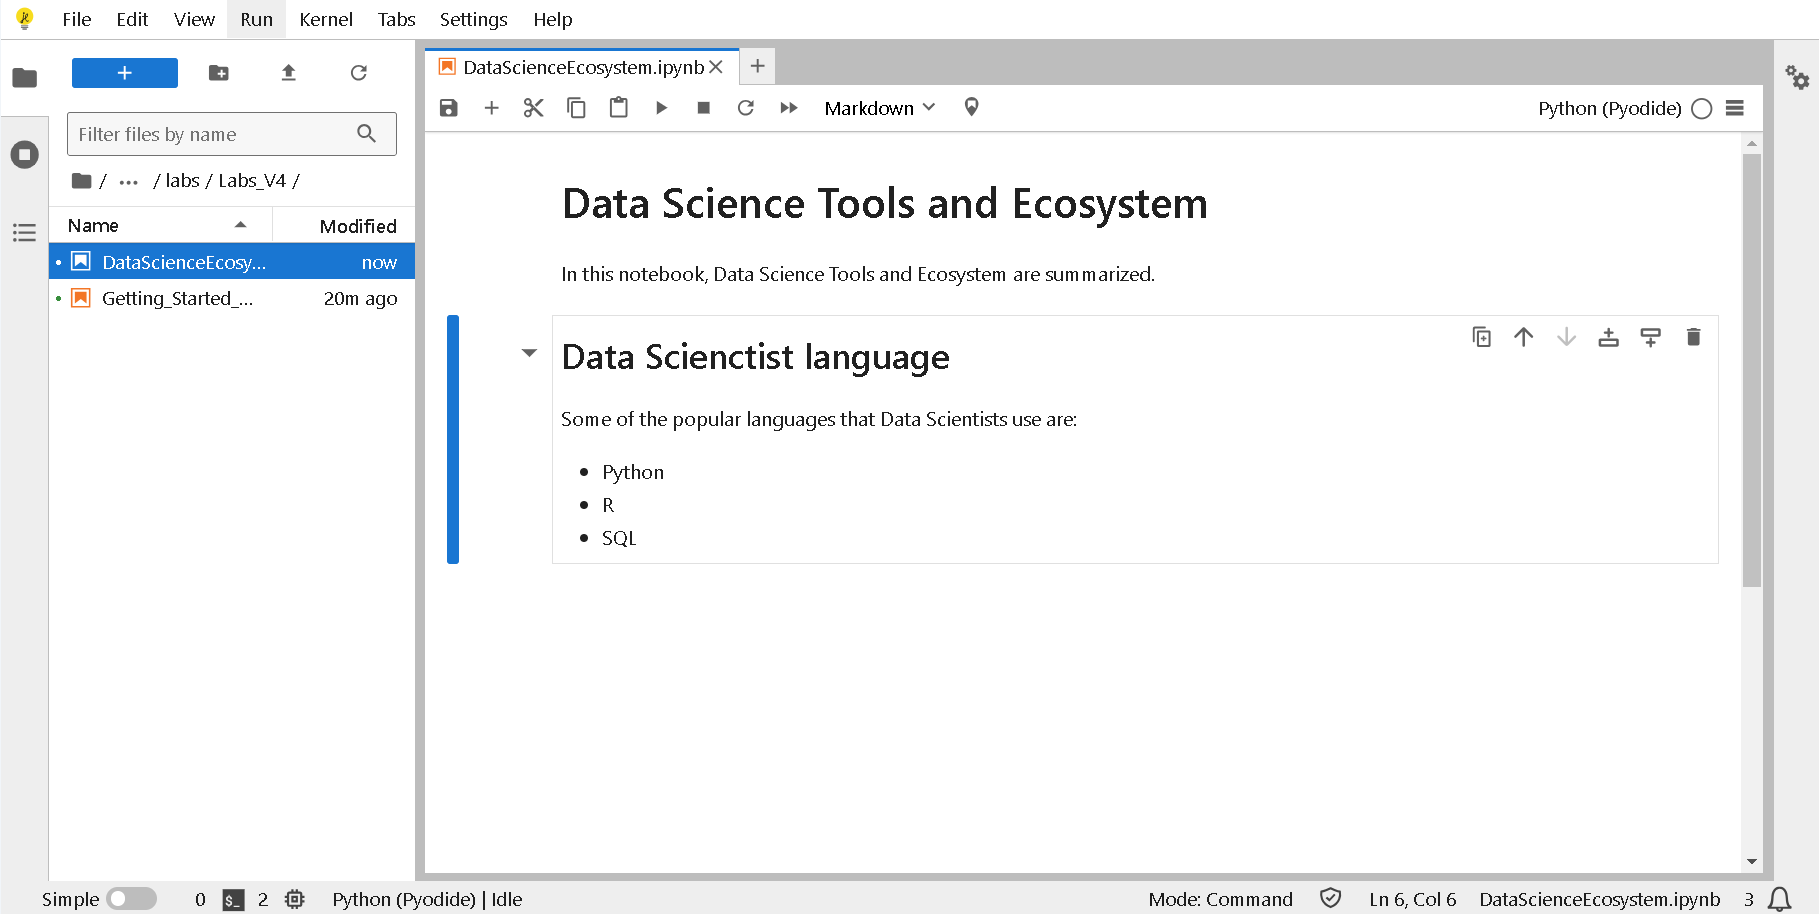 File Edit View Run Kernel Tabs Settings Help
DataScienceEcosystem.ipynb
Markdown
Python (Pyodide)
Filter files by name
/ ... / labs / Labs_V4 /
Name Modified
DataScienceEcosy... now
Getting_Started_... 20m ago
Data Science Tools and Ecosystem
In this notebook, Data Science Tools and Ecosystem are summarized.
Data Scienctist language
Some of the popular languages that Data Scientists use are:
• Python
• R
• SQL
Simple 0 $_ 2 Python (Pyodide) | Idle Mode: Command Ln 6, Col 6 DataScienceEcosystem.ipynb 3